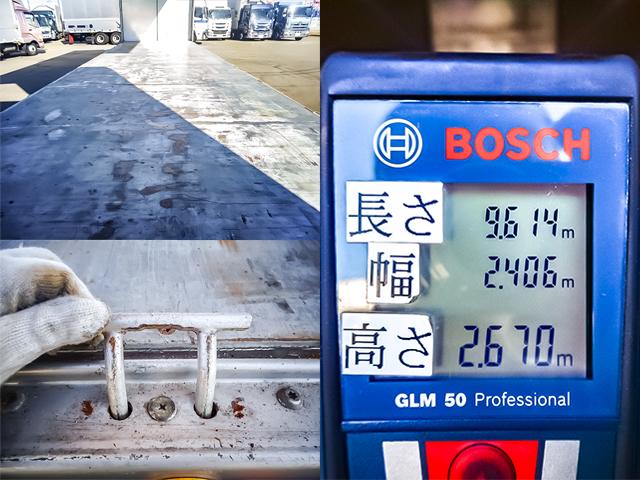 BOSCH
長さ 9.614m
幅 2.406m
高さ 2.670m
GLM 50 Professional